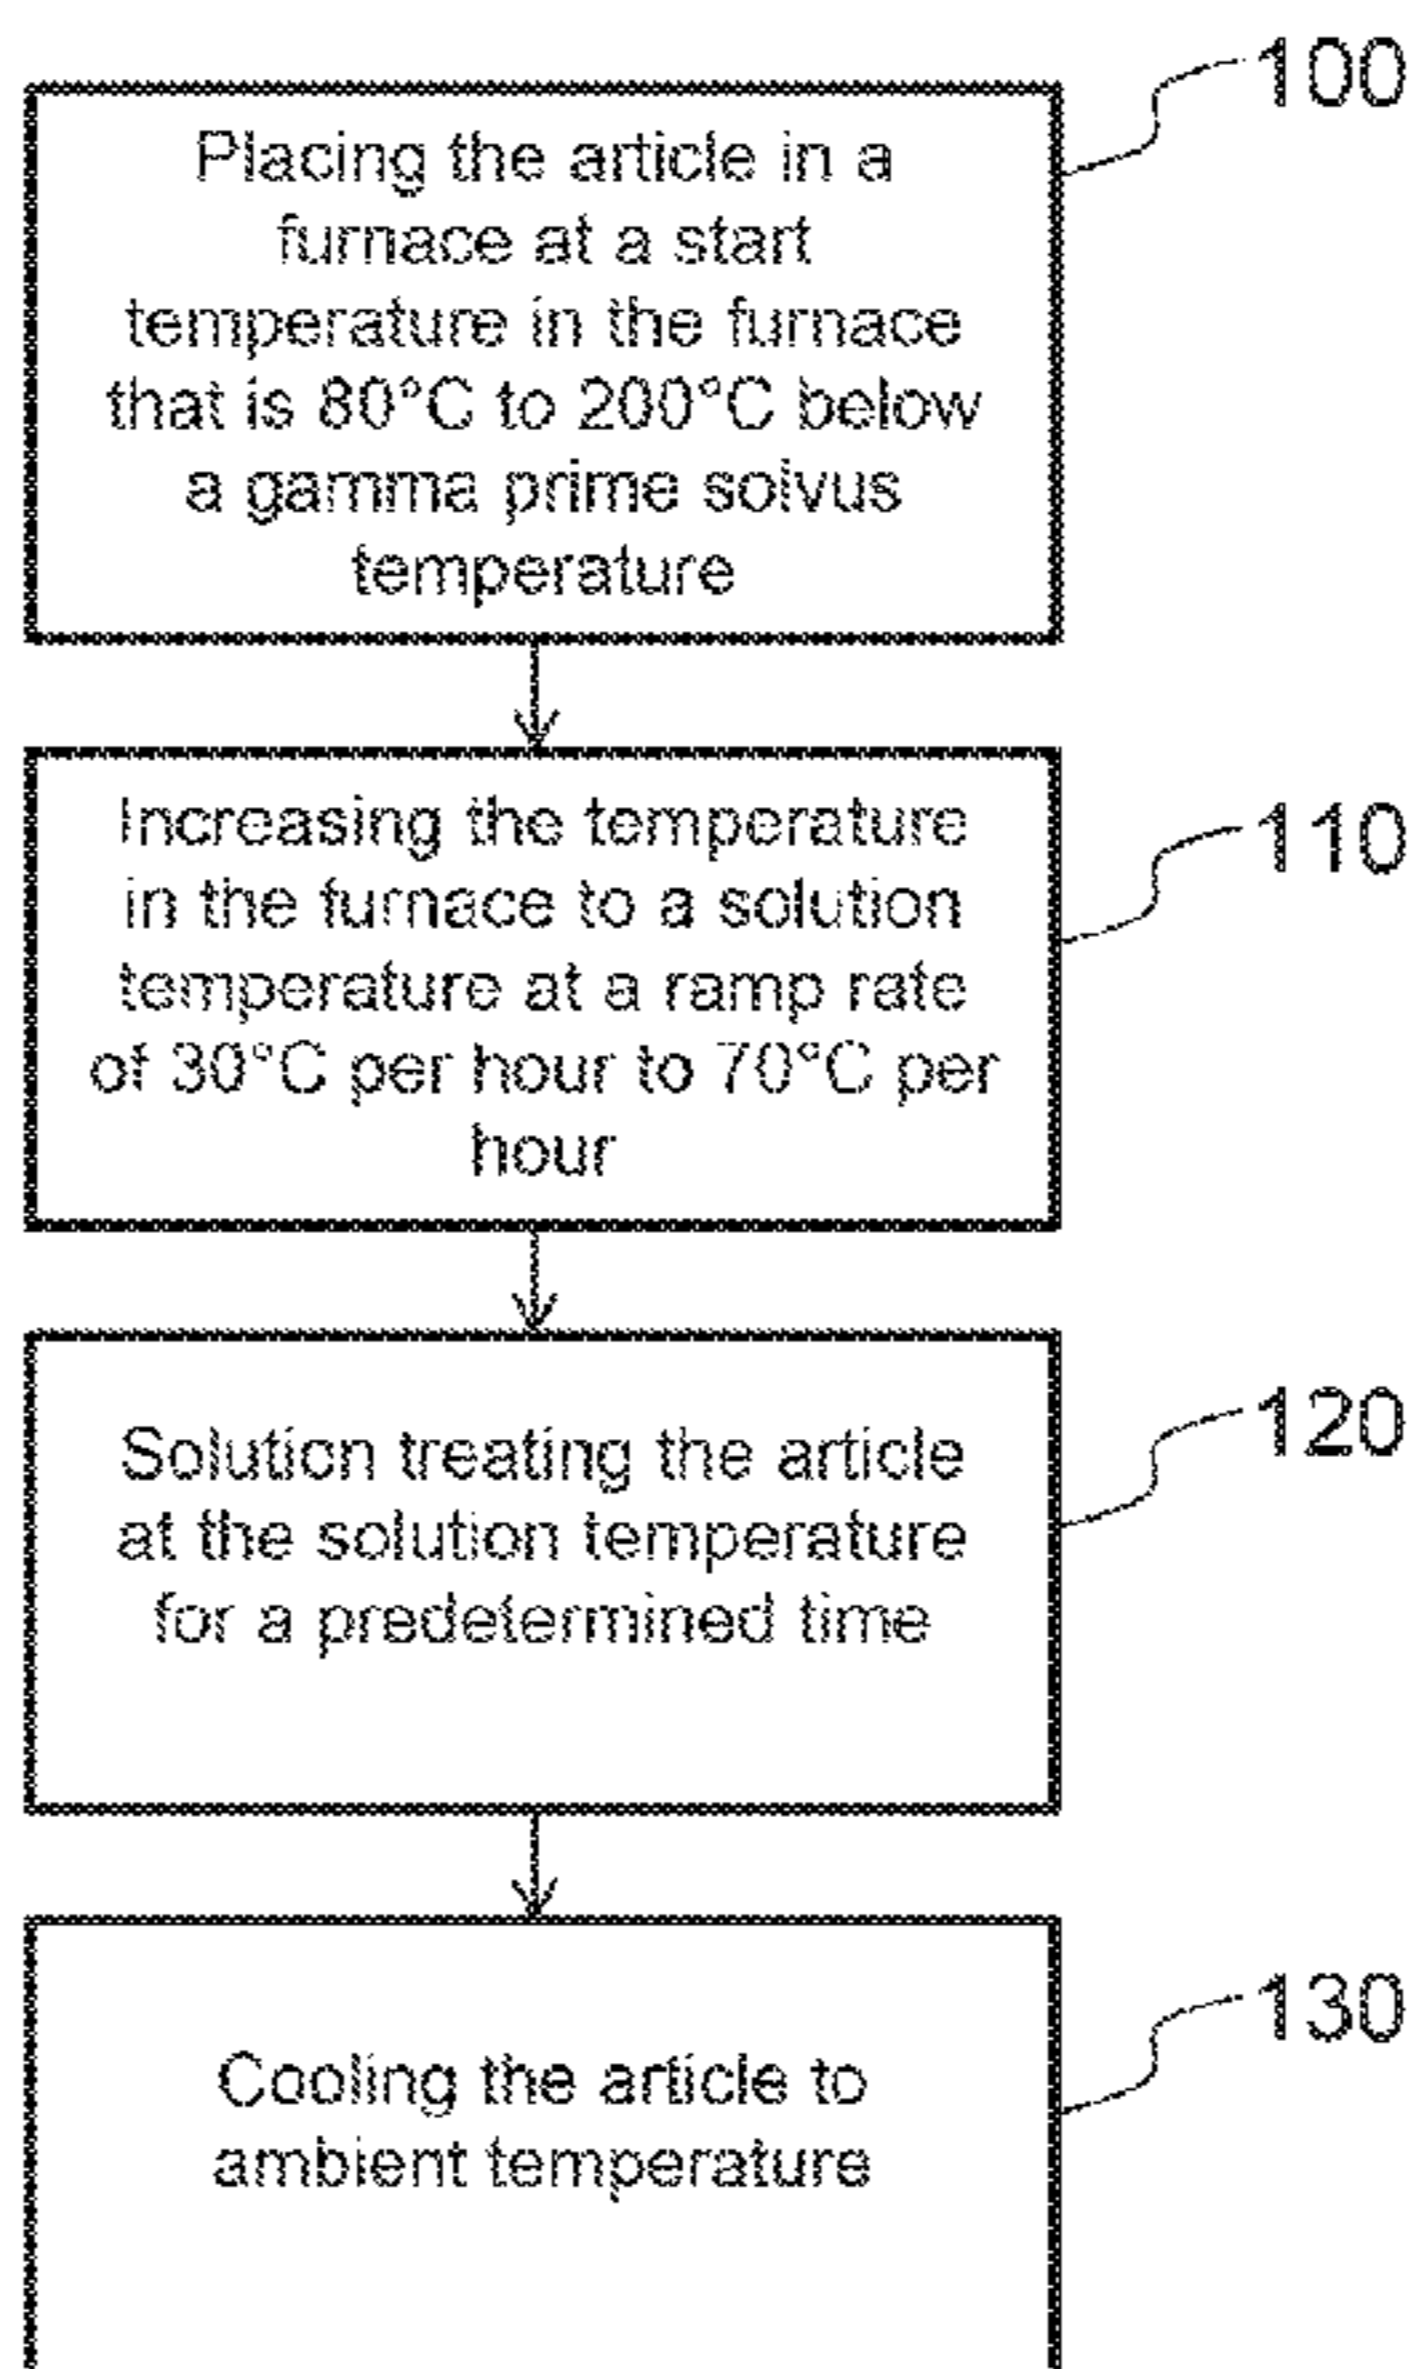 100
Placing the article in a
furnace at a start
temperature in the furnace
that is 80°C to 200°C below
a gamma prime solvus
temperature
110
Increasing the temperature
in the furnace to a solution
temperature at a ramp rate
of 30°C per hour to 70°C per
hour
120
Solution treating the article
at the solution temperature
for a predetermined time
130
Cooling the article to
ambient temperature